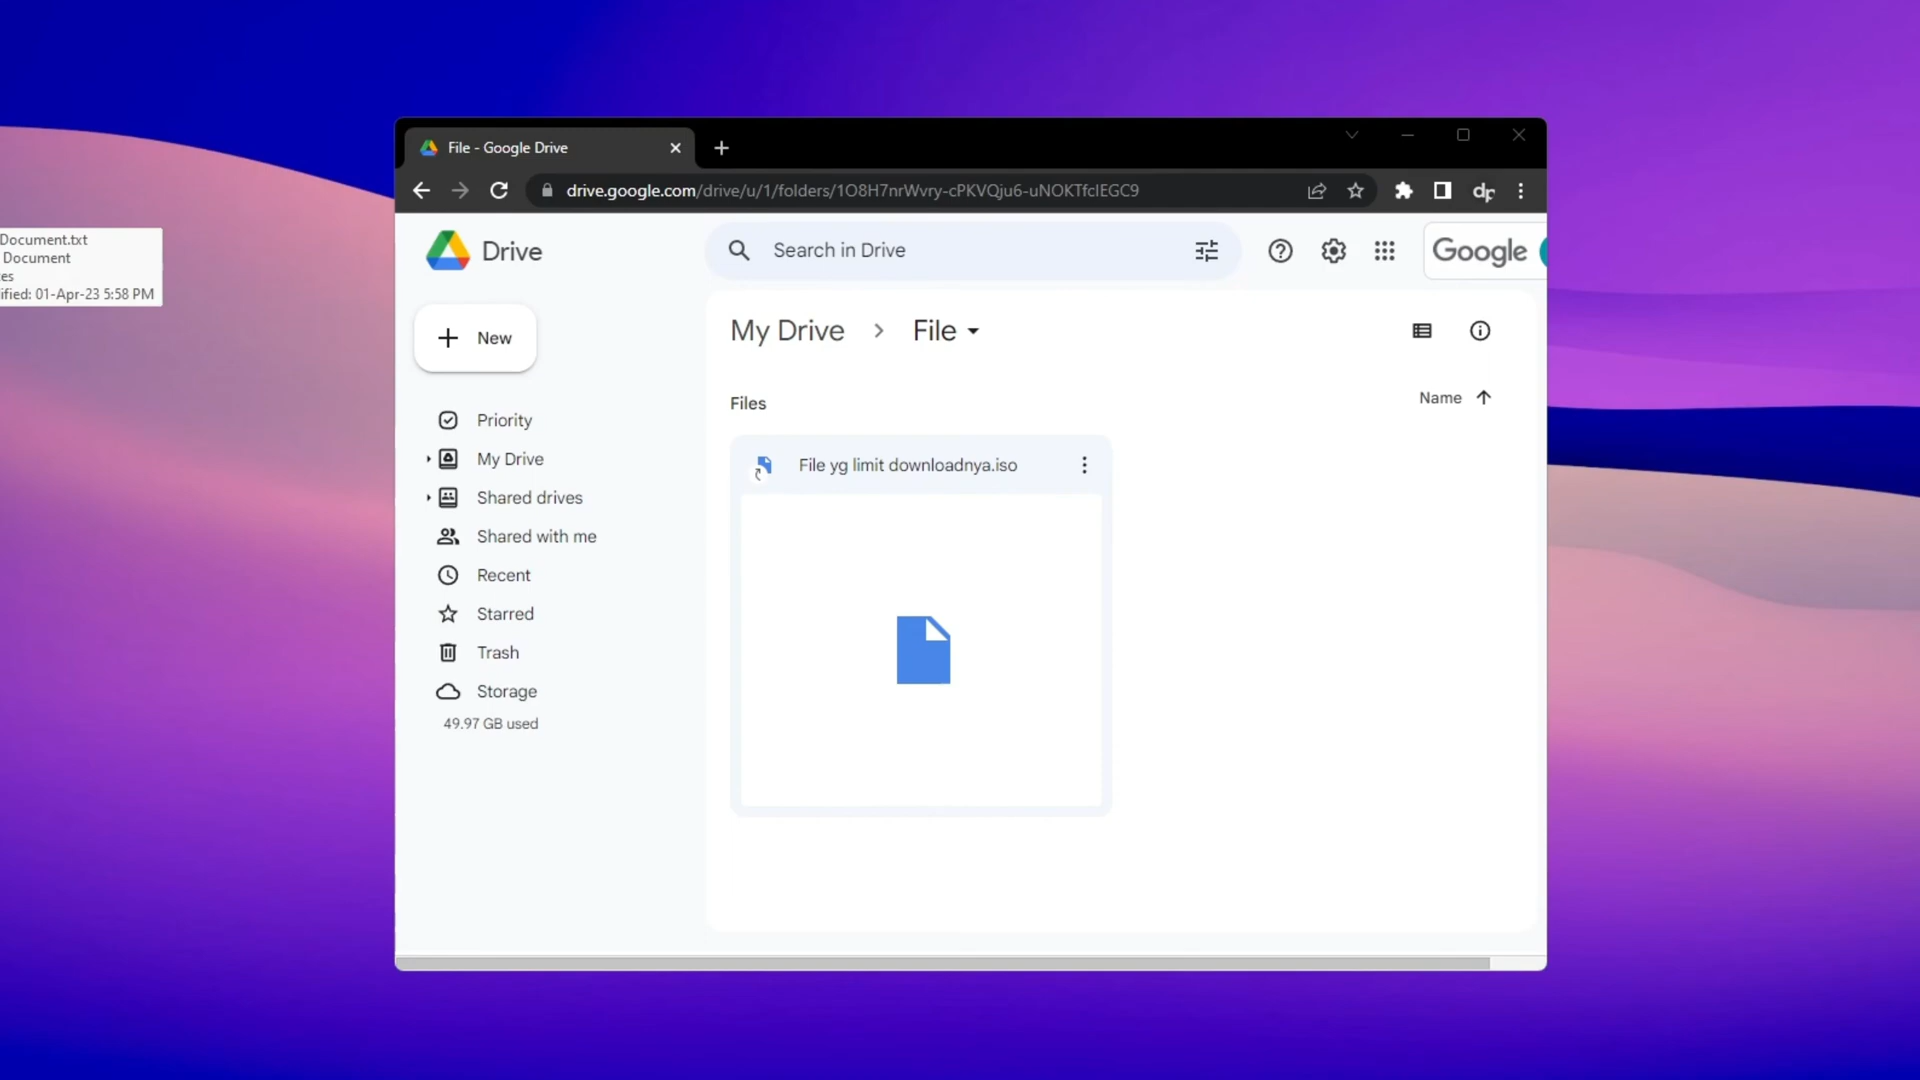 File - Google Drive
drive.google.com/drive/u/1/folders/1O8H7nrWvry-cPKVQju6-uNOKTfcIEGC9
dp
Document.txt
Document
es
ified: 01-Apr-23 5:58 PM
Drive
Search in Drive
Google
New
My Drive
File
Priority
My Drive
Shared drives
Shared with me
Recent
Starred
Trash
Storage
49.97 GB used
Files
Name
File yg limit downloadnya.iso